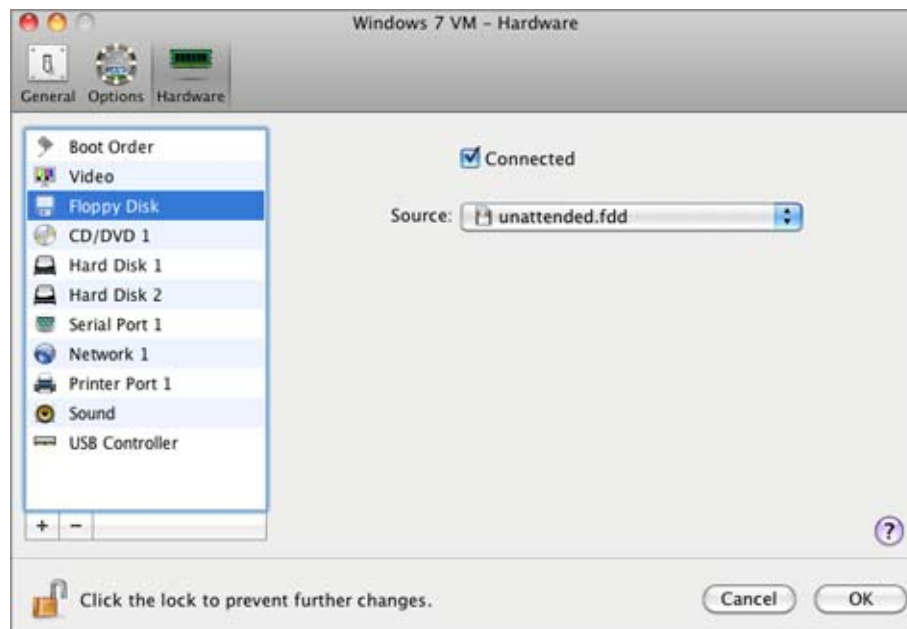 Windows 7 VM – Hardware
General Options Hardware
Boot Order
Video
Floppy Disk
CD/DVD 1
Hard Disk 1
Hard Disk 2
Serial Port 1
Network 1
Printer Port 1
Sound
USB Controller
+ −
Connected
Source: unattended.fdd
?
Click the lock to prevent further changes.
Cancel OK